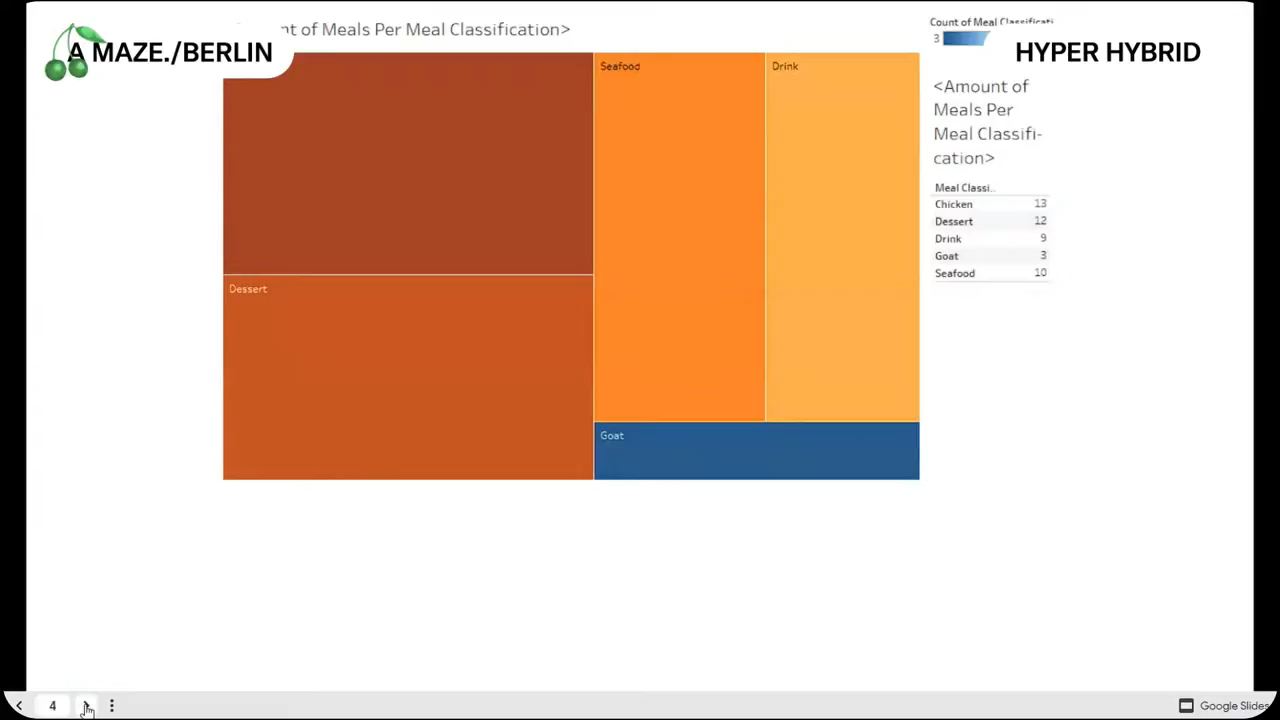 nt of Meals Per Meal Classification>
A MAZE./BERLIN
Seafood
Drink
Dessert
Goat
Count of Meal Classificati
3
HYPER HYBRID
<Amount of
Meals Per
Meal Classifi-
cation>
Meal Classi..
Chicken 13
Dessert 12
Drink 9
Goat 3
Seafood 10
4
Google Slides